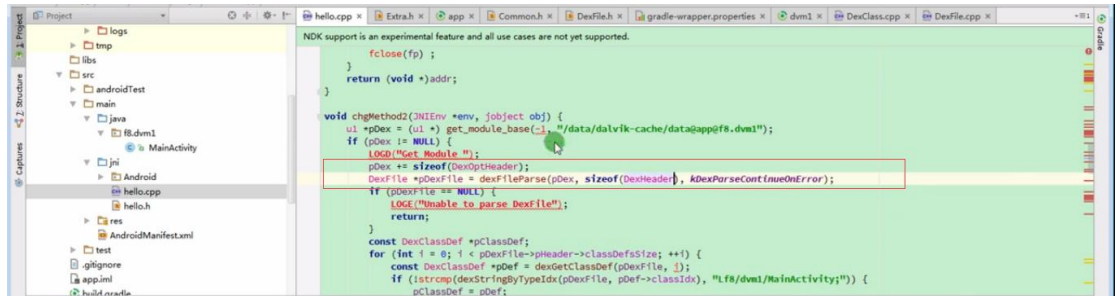 Project
hello.cpp × Extra.h × app × Common.h × DexFile.h × gradle-wrapper.properties × dvm1 × DexClass.cpp × DexFile.cpp ×
1: Project
7: Structure
Captures
logs
tmp
libs
src
androidTest
main
java
f8.dvm1
MainActivity
jni
Android
hello.cpp
hello.h
res
AndroidManifest.xml
test
.gitignore
app.iml
build.gradle
NDK support is an experimental feature and all use cases are not yet supported.
fclose(fp) ;
}
return (void *)addr;
}
void chgMethod2(JNIEnv *env, jobject obj) {
u1 *pDex = (u1 *) get_module_base(-1, "/data/dalvik-cache/data@app@f8.dvm1");
if (pDex != NULL) {
LOGD("Get Module ");
pDex += sizeof(DexOptHeader);
DexFile *pDexFile = dexFileParse(pDex, sizeof(DexHeader), kDexParseContinueOnError);
if (pDexFile == NULL) {
LOGE("Unable to parse DexFile");
return;
}
const DexClassDef *pClassDef;
for (int i = 0; i < pDexFile->pHeader->classDefsSize; ++i) {
const DexClassDef *pDef = dexGetClassDef(pDexFile, i);
if (!strcmp(dexStringByTypeIdx(pDexFile, pDef->classIdx), "Lf8/dvm1/MainActivity;")) {
pClassDef = pDef;
Gradle